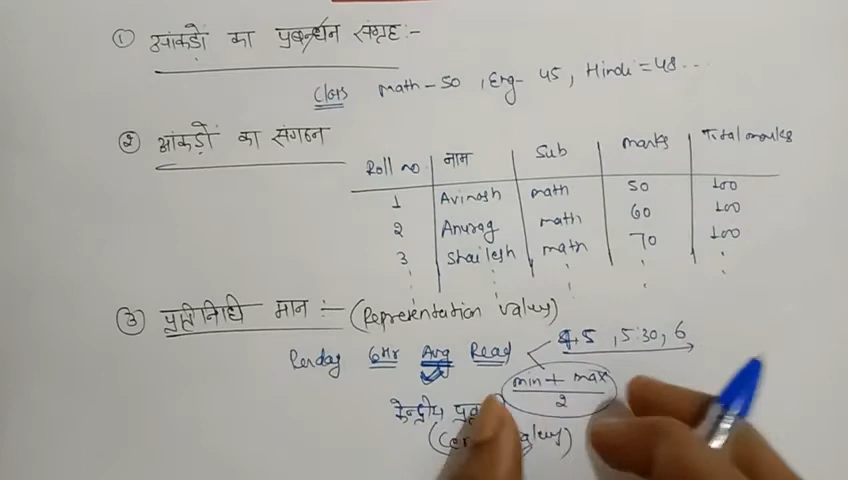 ① आंकड़ों का प्रबन्धन संग्रह:-
Class math - 50 , Eng - 45 , Hindi = 48 ...
② आंकड़ों का संगठन
Roll no नाम Sub marks Total marks
1 Avinash math 50 100
2 Anurag math 60 100
3 Shailesh math 70 100
③ प्रतिनिधि मान :- (Representation value)
Perday 6Hr Avg Read 4, 5 , 5:30, 6
min + max
2
केन्द्रीय